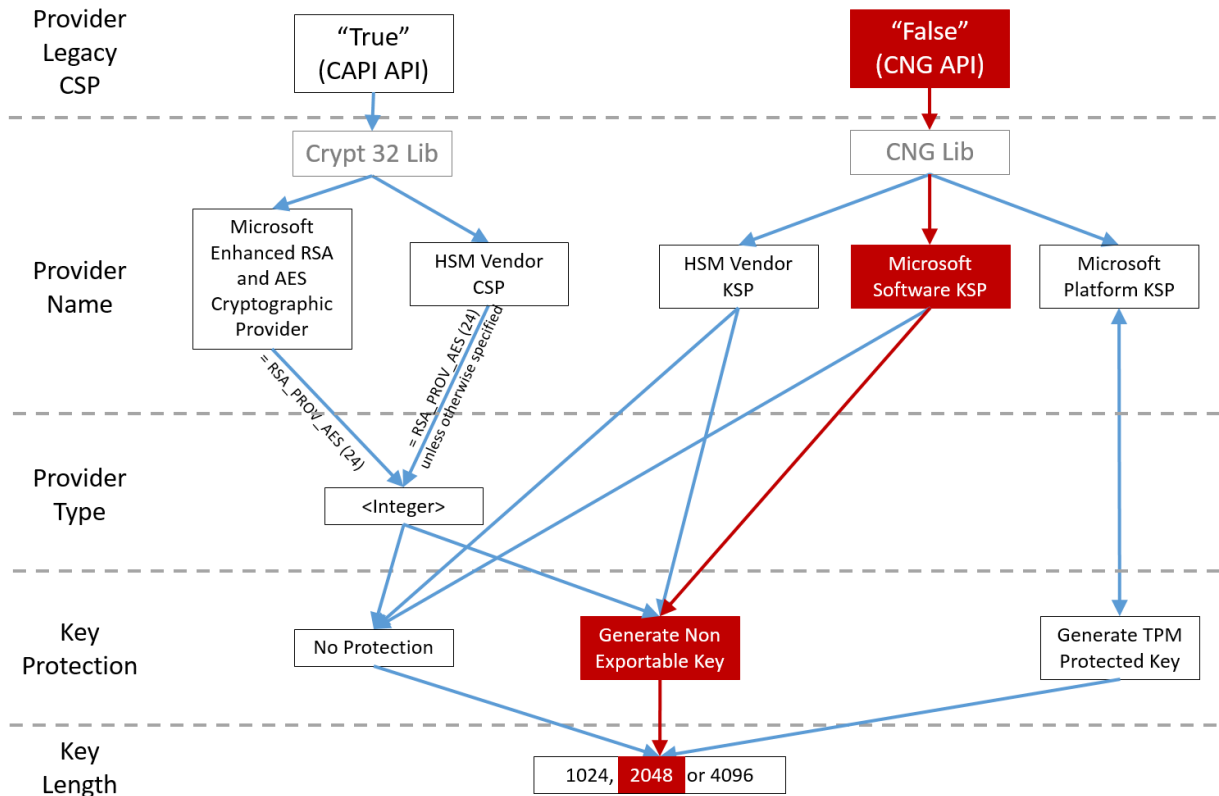 Provider
Legacy
CSP
“True”
(CAPI API)
“False”
(CNG API)
Crypt 32 Lib
CNG Lib
Provider
Name
Microsoft
Enhanced RSA
and AES
Cryptographic
Provider
HSM Vendor
CSP
HSM Vendor
KSP
Microsoft
Software KSP
Microsoft
Platform KSP
= RSA_PROV_AES (24)
= RSA_PROV_AES (24)
unless otherwise specified
Provider
Type
<Integer>
Key
Protection
No Protection
Generate Non
Exportable Key
Generate TPM
Protected Key
Key
Length
1024, 2048 or 4096